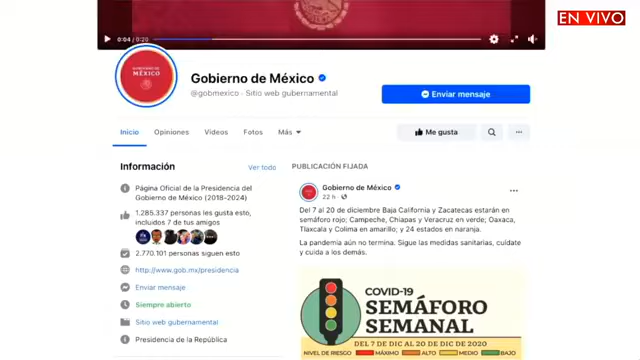 EN VIVO
0:04 / 0:20
GOBIERNO DE
MÉXICO
Gobierno de México
@gobmexico · Sitio web gubernamental
Enviar mensaje
Inicio
Opiniones
Videos
Fotos
Más
Me gusta
Información
Ver todo
Página Oficial de la Presidencia del
Gobierno de México (2018-2024)
1.285.337 personas les gusta esto,
incluidos 7 de tus amigos
2.770.101 personas siguen esto
http://www.gob.mx/presidencia
Enviar mensaje
Siempre abierto
Sitio web gubernamental
Presidencia de la República
PUBLICACIÓN FIJADA
Gobierno de México
22 h ·
Del 7 al 20 de diciembre Baja California y Zacatecas estarán en
semáforo rojo; Campeche, Chiapas y Veracruz en verde; Oaxaca,
Tlaxcala y Colima en amarillo; y 24 estados en naranja.
La pandemia aún no termina. Sigue las medidas sanitarias, cuídate
y cuida a los demás.
COVID-19
SEMÁFORO
SEMANAL
DEL 7 DE DIC AL 20 DE DIC DE 2020
NIVEL DE RIESGO MÁXIMO ALTO MEDIO BAJO